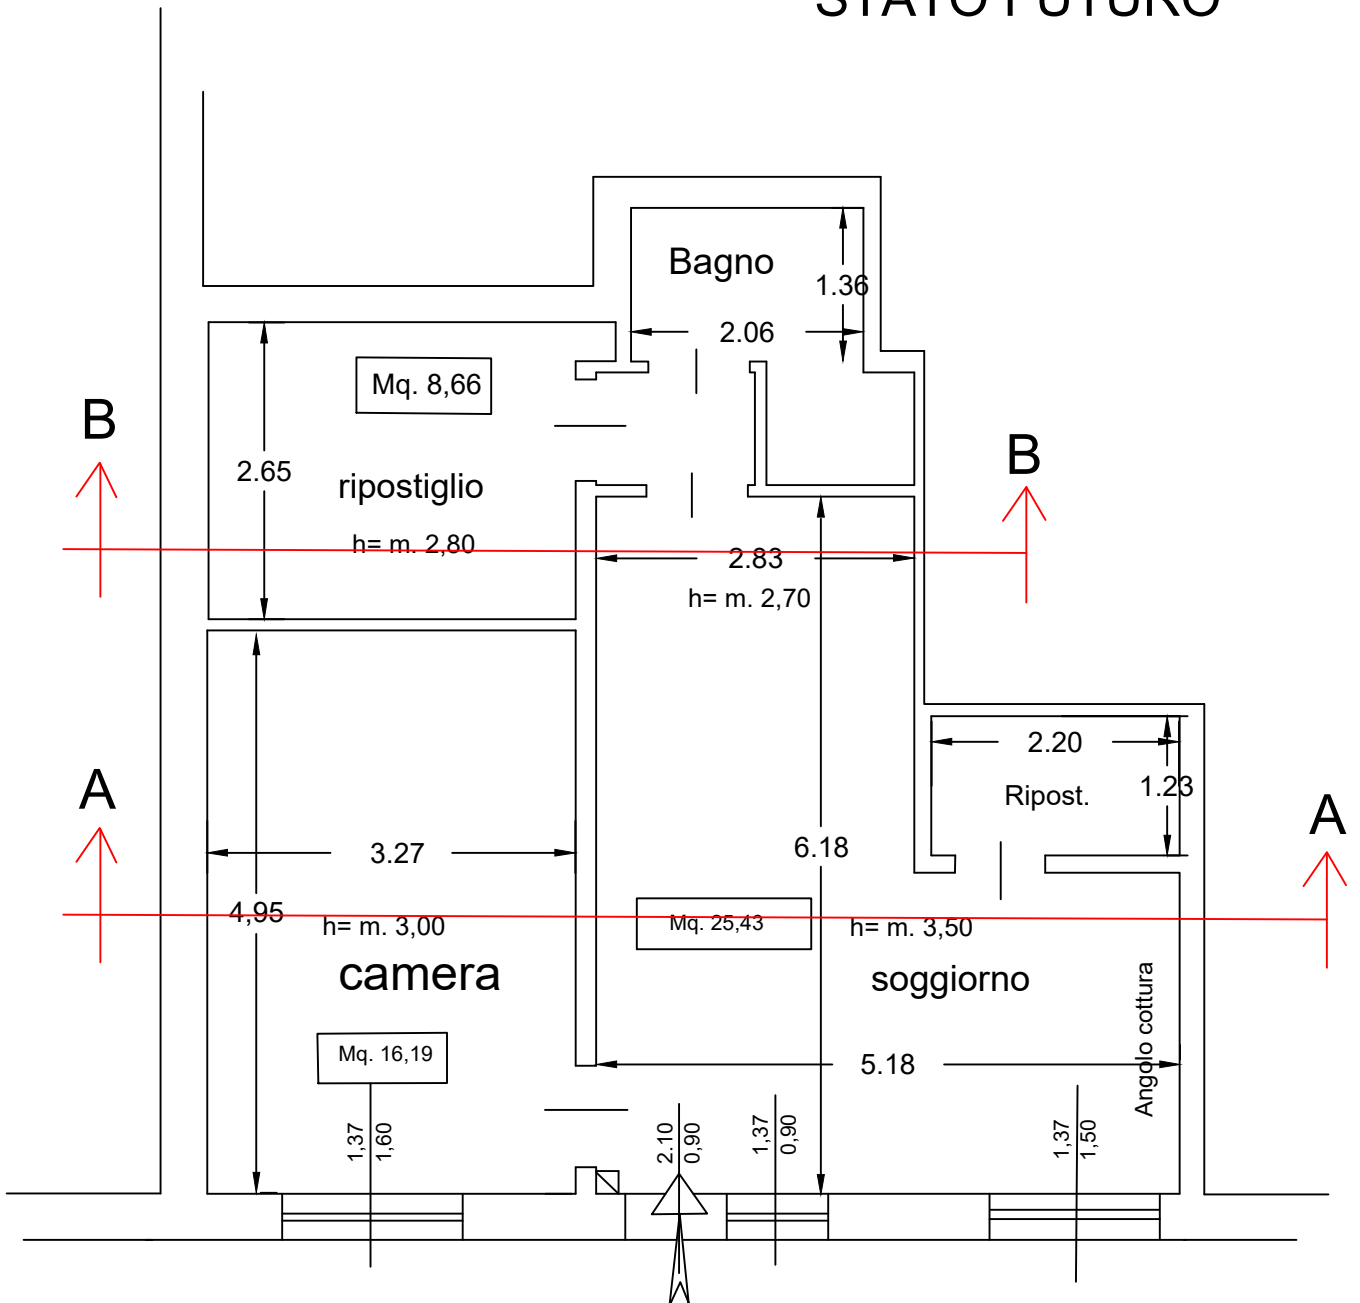 STATO FUTURO
Bagno
1.36
2.06
Mq. 8,66
B
B
2.65
ripostiglio
h= m. 2,80
2.83
h= m. 2,70
2.20
1.23
Ripost.
A
A
3.27
6.18
4,95
h= m. 3,00
Mq. 25,43
h= m. 3,50
camera
soggiorno
Angolo cottura
Mq. 16,19
5.18
1,37
1,60
2.10
0,90
1,37
0,90
1,37
1,50